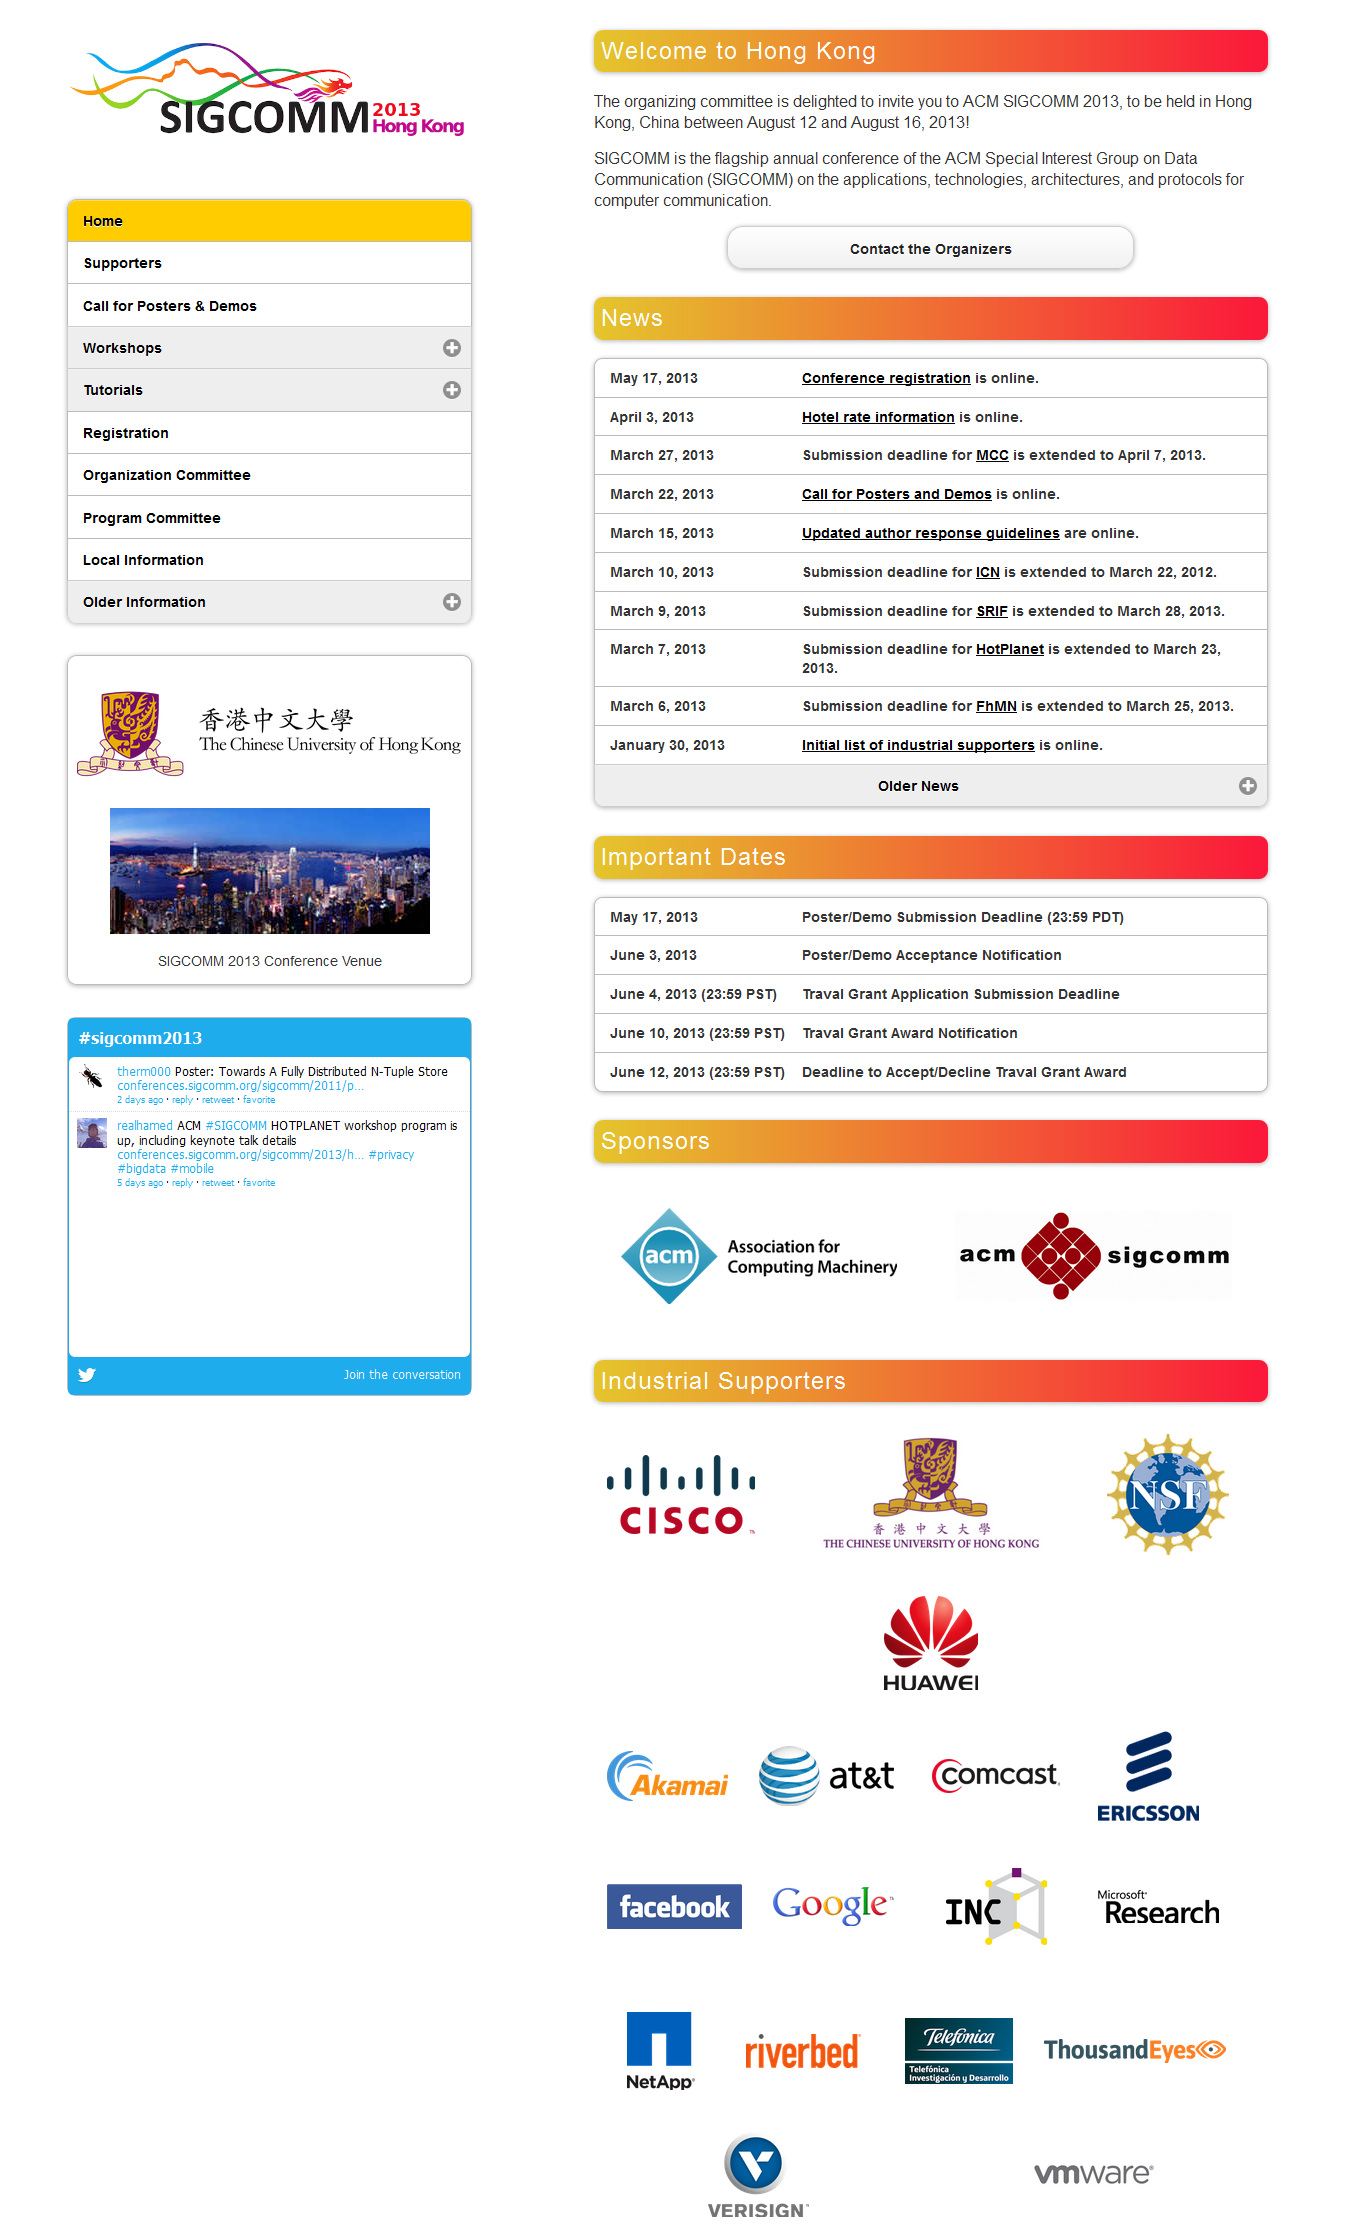 SIGCOMM 2013
Hong Kong
Home
Supporters
Call for Posters & Demos
Workshops
Tutorials
Registration
Organization Committee
Program Committee
Local Information
Older Information
香港中文大學
The Chinese University of Hong Kong
SIGCOMM 2013 Conference Venue
#sigcomm2013
therm000 Poster: Towards A Fully Distributed N-Tuple Store
conferences.sigcomm.org/sigcomm/2011/p...
2 days ago · reply · retweet · favorite
realhamed ACM #SIGCOMM HOTPLANET workshop program is
up, including keynote talk details
conferences.sigcomm.org/sigcomm/2013/h... #privacy
#bigdata #mobile
5 days ago · reply · retweet · favorite
Join the conversation
Welcome to Hong Kong
The organizing committee is delighted to invite you to ACM SIGCOMM 2013, to be held in Hong
Kong, China between August 12 and August 16, 2013!
SIGCOMM is the flagship annual conference of the ACM Special Interest Group on Data
Communication (SIGCOMM) on the applications, technologies, architectures, and protocols for
computer communication.
Contact the Organizers
News
May 17, 2013 Conference registration is online.
April 3, 2013 Hotel rate information is online.
March 27, 2013 Submission deadline for MCC is extended to April 7, 2013.
March 22, 2013 Call for Posters and Demos is online.
March 15, 2013 Updated author response guidelines are online.
March 10, 2013 Submission deadline for ICN is extended to March 22, 2012.
March 9, 2013 Submission deadline for SRIF is extended to March 28, 2013.
March 7, 2013 Submission deadline for HotPlanet is extended to March 23,
2013.
March 6, 2013 Submission deadline for FhMN is extended to March 25, 2013.
January 30, 2013 Initial list of industrial supporters is online.
Older News
Important Dates
May 17, 2013 Poster/Demo Submission Deadline (23:59 PDT)
June 3, 2013 Poster/Demo Acceptance Notification
June 4, 2013 (23:59 PST) Traval Grant Application Submission Deadline
June 10, 2013 (23:59 PST) Traval Grant Award Notification
June 12, 2013 (23:59 PST) Deadline to Accept/Decline Traval Grant Award
Sponsors
acm Association for
Computing Machinery
acm sigcomm
Industrial Supporters
CISCO
香港中文大學
THE CHINESE UNIVERSITY OF HONG KONG
NSF
HUAWEI
Akamai
at&t
Comcast
ERICSSON
facebook
Google
INC
Microsoft
Research
NetApp
riverbed
Telefónica
Telefónica
Investigación y Desarrollo
ThousandEyes
VERISIGN
vmware